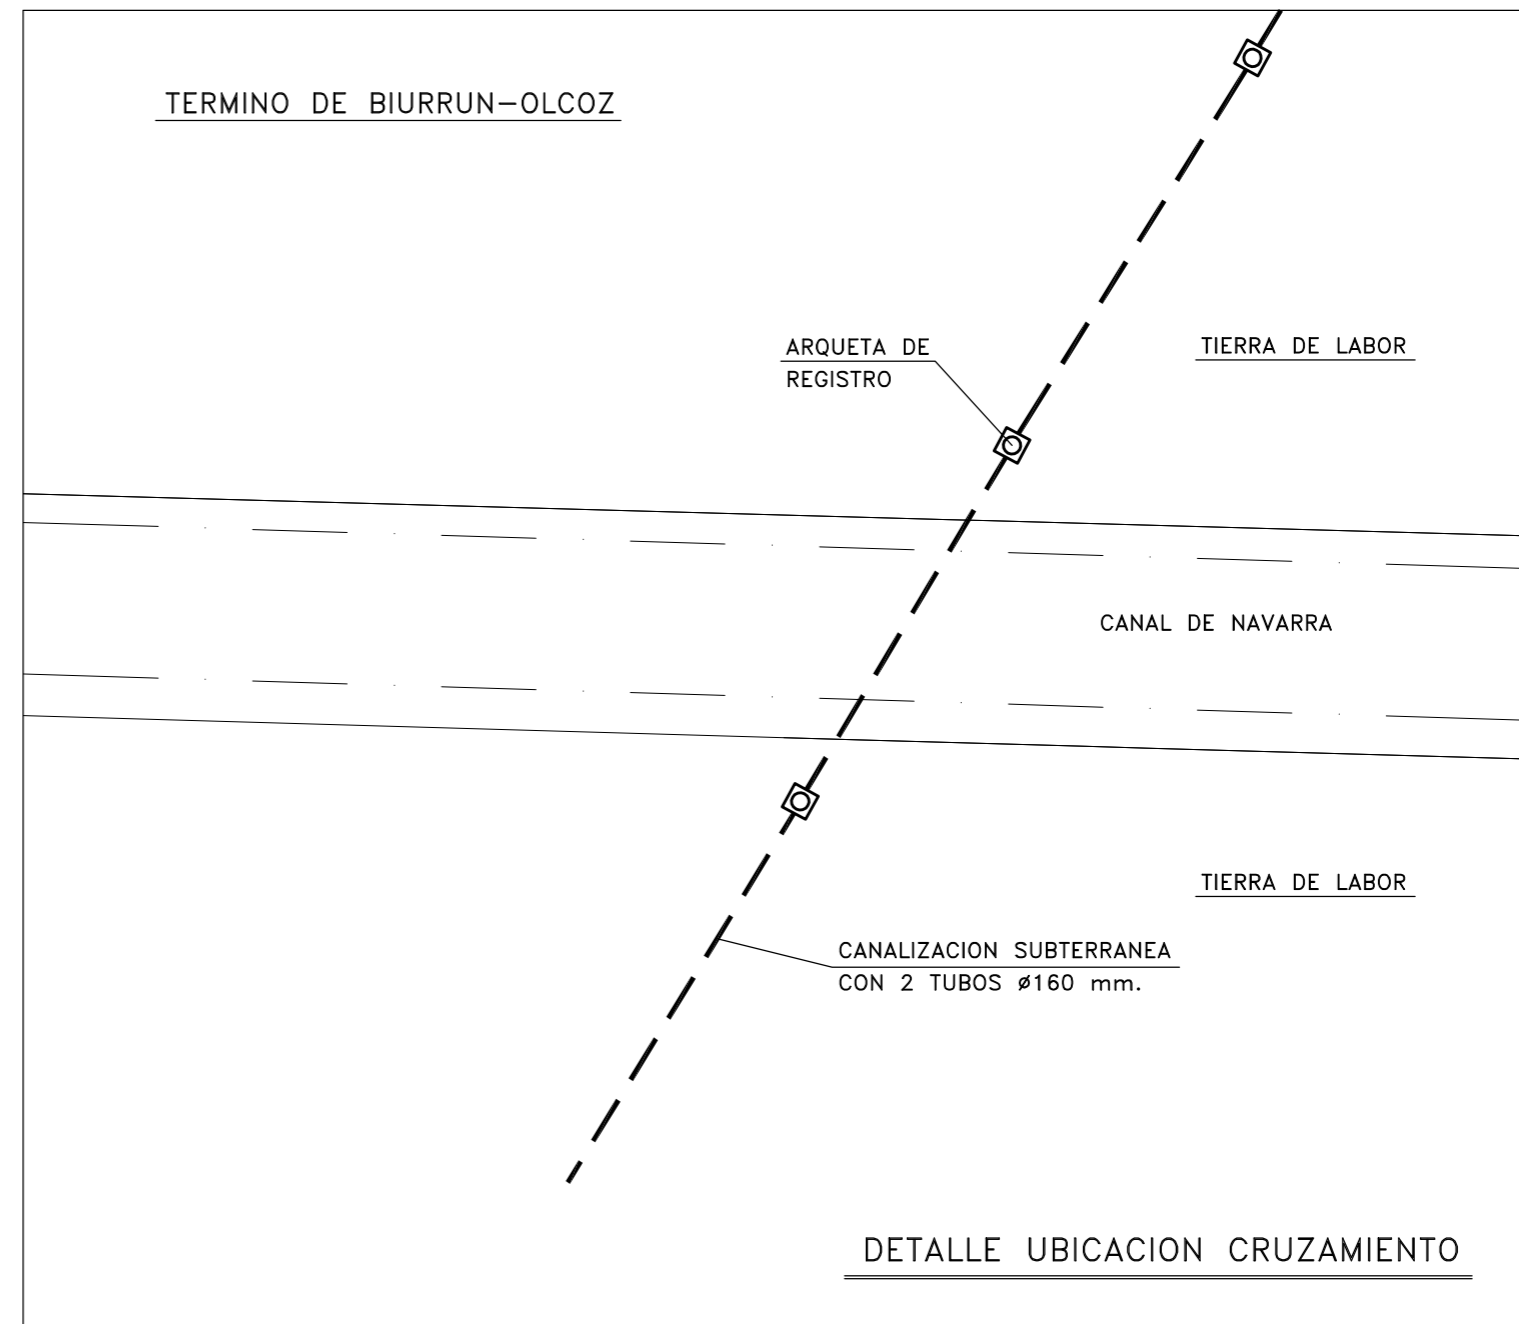 TERMINO DE BIURRUN-OLCOZ
ARQUETA DE
REGISTRO
TIERRA DE LABOR
CANAL DE NAVARRA
TIERRA DE LABOR
CANALIZACION SUBTERRANEA
CON 2 TUBOS ø160 mm.
DETALLE UBICACION CRUZAMIENTO